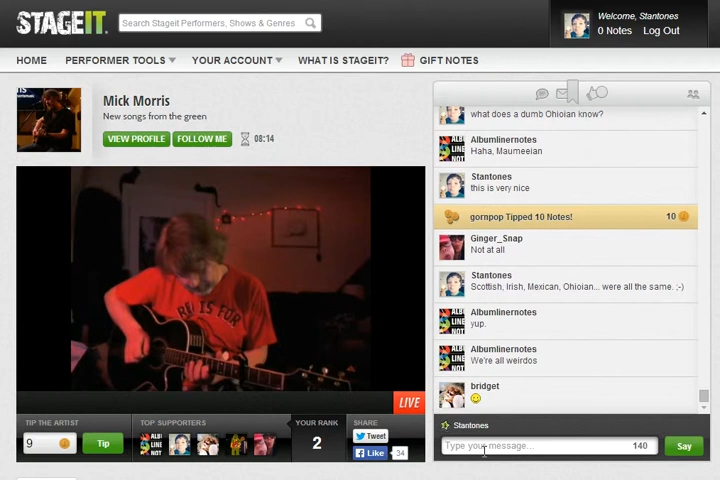 STAGEIT.
Search Stageit Performers, Shows & Genres
Welcome, Stantones
0 Notes Log Out
HOME PERFORMER TOOLS YOUR ACCOUNT WHAT IS STAGEIT? GIFT NOTES
Mick Morris
New songs from the green
VIEW PROFILE FOLLOW ME 08:14
LIVE
TIP THE ARTIST
9 Tip
TOP SUPPORTERS
YOUR RANK
2
SHARE
Tweet
Like 34
what does a dumb Ohioian know?
Albumlinernotes
Haha, Maumeeian
Stantones
this is very nice
gornpop Tipped 10 Notes! 10
Ginger_Snap
Not at all
Stantones
Scottish, Irish, Mexican, Ohioian... were all the same. ;-)
Albumlinernotes
yup.
Albumlinernotes
We're all weirdos
bridget
Stantones
Type your message... 140 Say